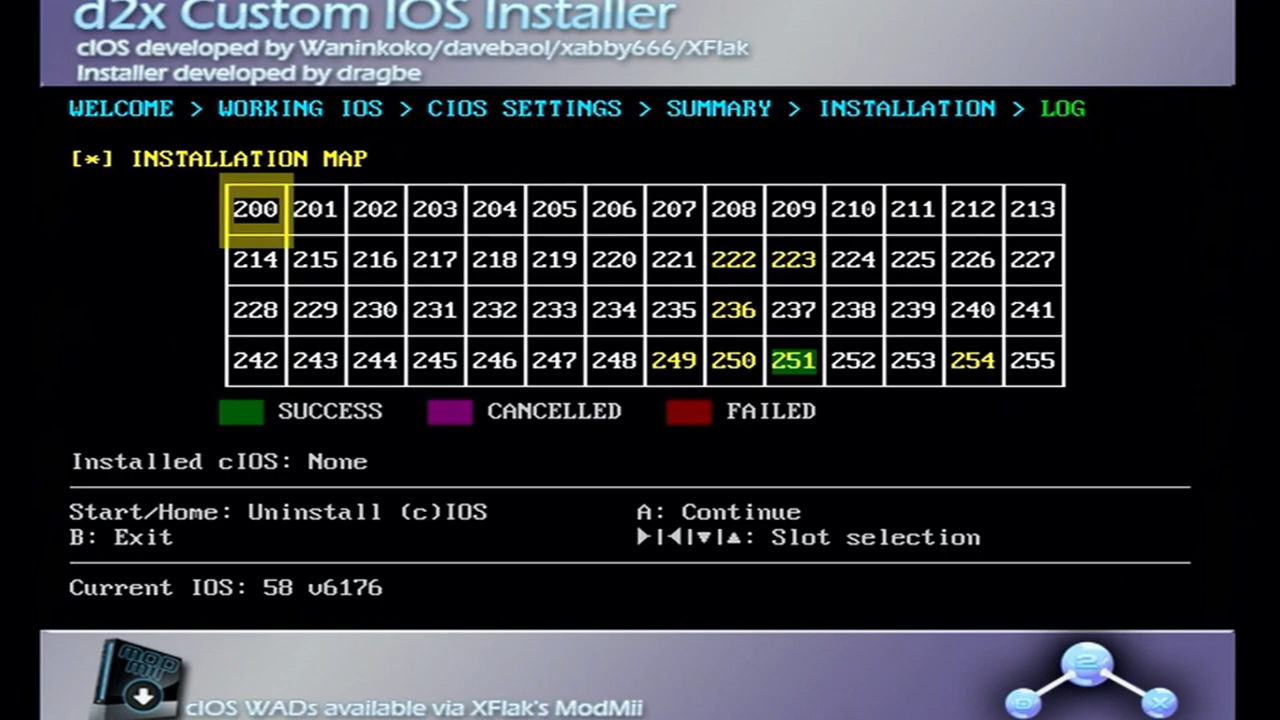 d2x Custom IOS Installer
cIOS developed by Waninkoko/davebaol/xabby666/XFlak
Installer developed by dragbe
WELCOME > WORKING IOS > CIOS SETTINGS > SUMMARY > INSTALLATION > LOG
[*] INSTALLATION MAP
200 201 202 203 204 205 206 207 208 209 210 211 212 213
214 215 216 217 218 219 220 221 222 223 224 225 226 227
228 229 230 231 232 233 234 235 236 237 238 239 240 241
242 243 244 245 246 247 248 249 250 251 252 253 254 255
SUCCESS CANCELLED FAILED
Installed cIOS: None
Start/Home: Uninstall (c)IOS A: Continue
B: Exit ►|◄|▼|▲: Slot selection
Current IOS: 58 v6176
MOD MII
cIOS WADs available via XFlak's ModMii
D 2 X